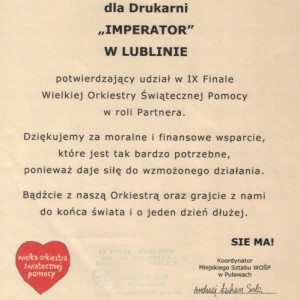 dla Drukarni
„IMPERATOR”
W LUBLINIE
potwierdzający udział w IX Finale
Wielkiej Orkiestry Świątecznej Pomocy
w roli Partnera.
Dziękujemy za moralne i finansowe wsparcie,
które jest tak bardzo potrzebne,
ponieważ daje siłę do wzmożonego działania.
Bądźcie z naszą Orkiestrą oraz grajcie z nami
do końca świata i o jeden dzień dłużej.
SIE MA!
Koordynator
Miejskiego Sztabu WOŚP
w Puławach
wielka orkiestra
świątecznej
pomocy
Andrzej